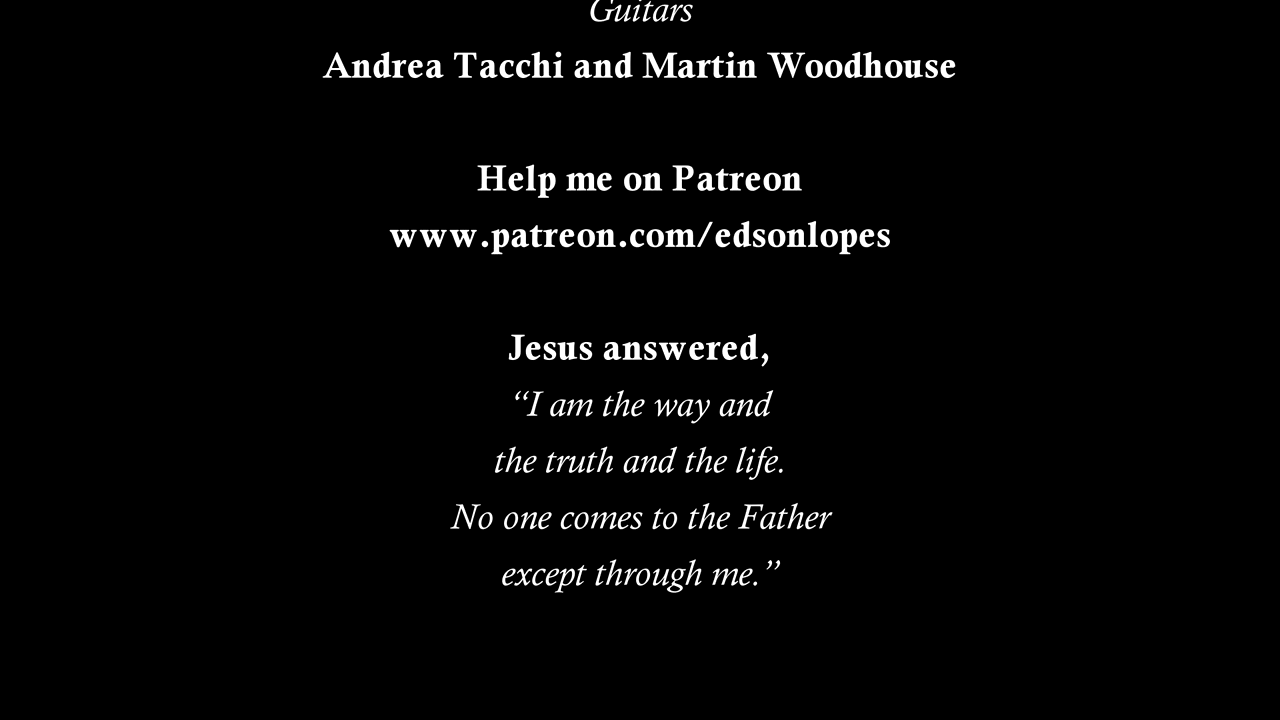 Guitars
Andrea Tacchi and Martin Woodhouse
Help me on Patreon
www.patreon.com/edsonlopes
Jesus answered,
“I am the way and
the truth and the life.
No one comes to the Father
except through me.”